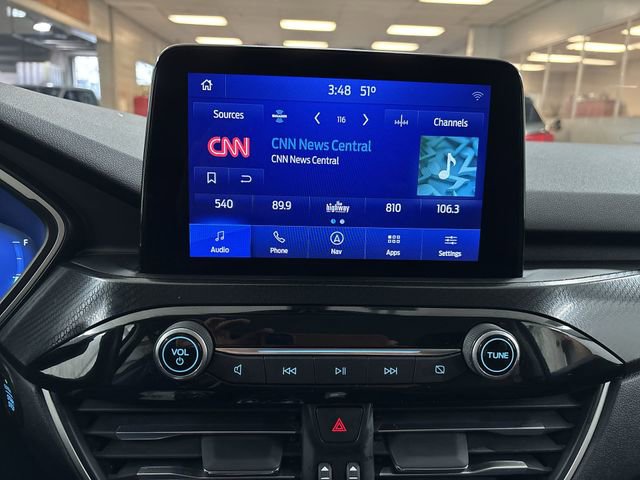 3:48 51°
Sources
SiriusXM
116
Channels
CNN
CNN News Central
CNN News Central
540
89.9
the highway
810
106.3
Audio
Phone
Nav
Apps
Settings
F
VOL
TUNE